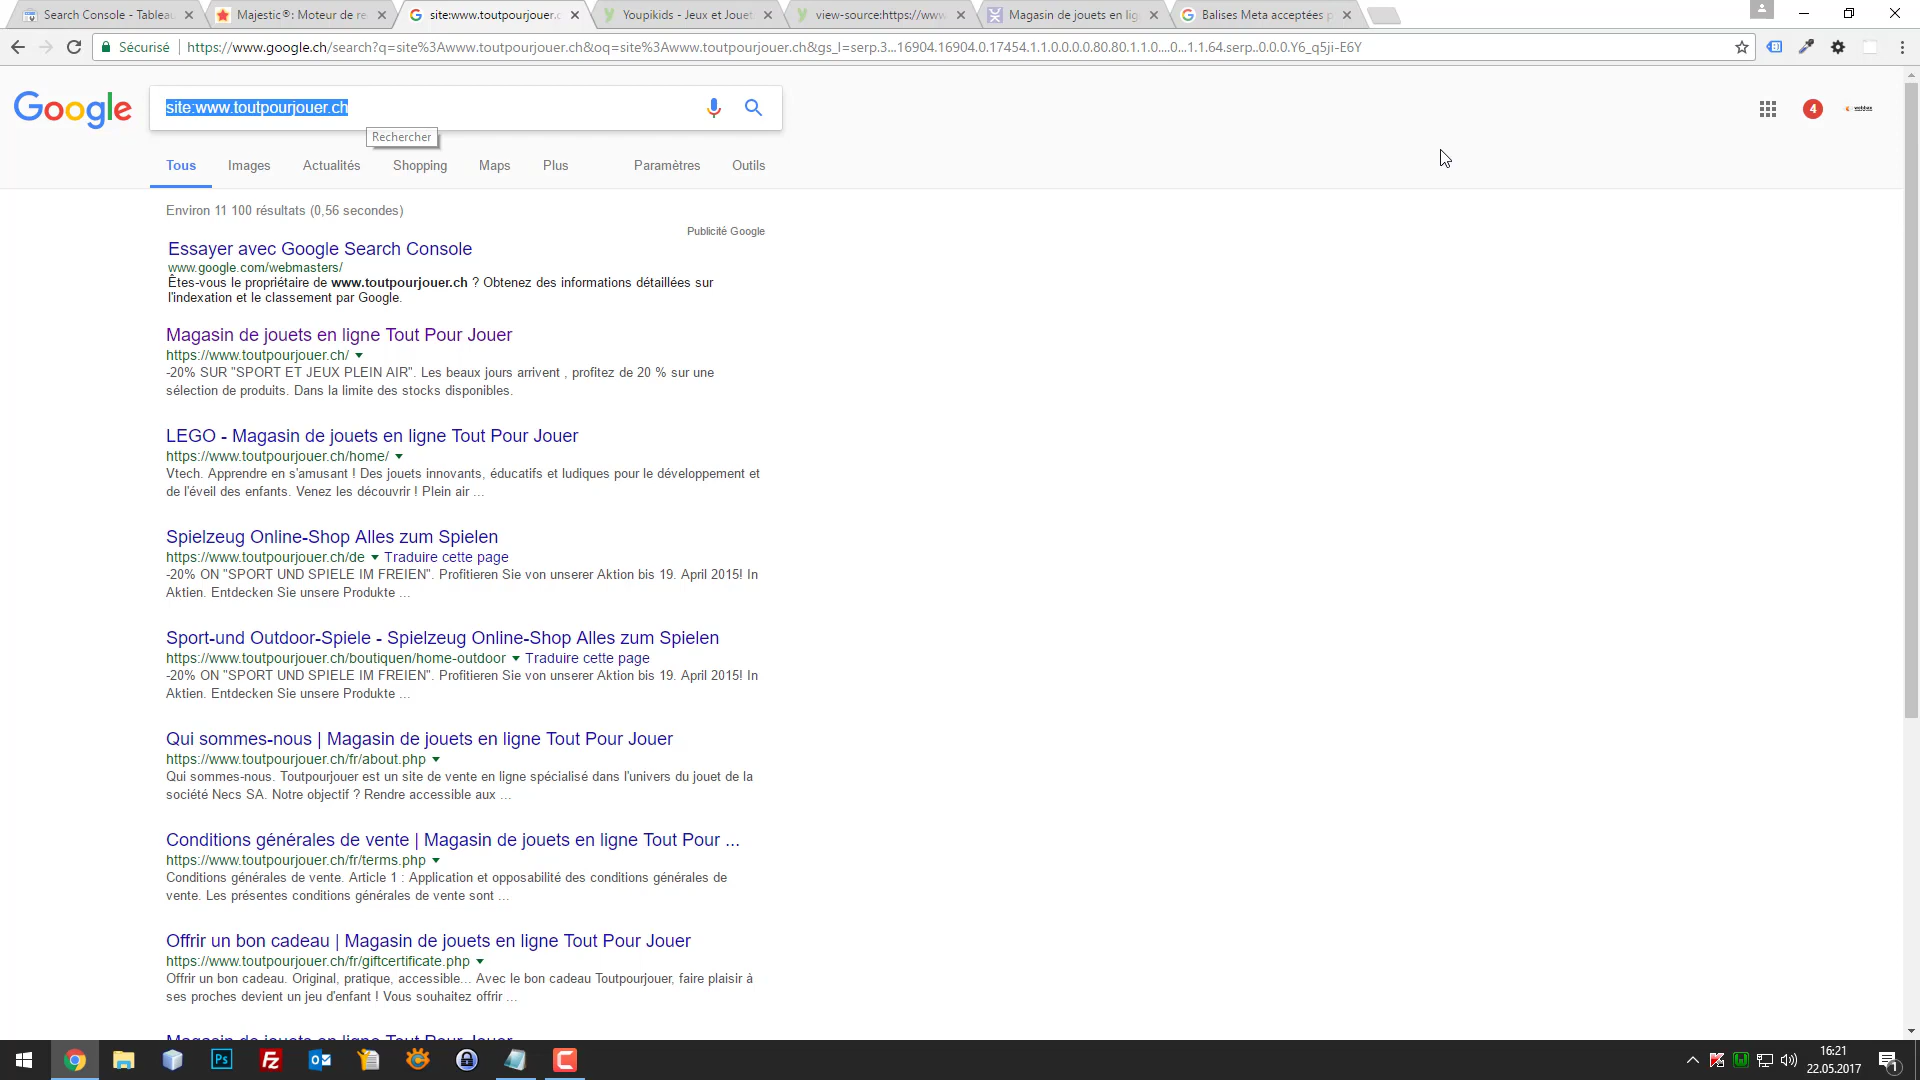 Search Console - Tableau
Majestic®: Moteur de re
site:www.toutpourjouer.c
Youpikids - Jeux et Jouet
view-source:https://www
Magasin de jouets en lig
Balises Meta acceptées p
Sécurisé
https://www.google.ch/search?q=site%3Awww.toutpourjouer.ch&oq=site%3Awww.toutpourjouer.ch&gs_l=serp.3...16904.16904.0.17454.1.1.0.0.0.0.80.80.1.1.0....0...1.1.64.serp..0.0.0.Y6_q5ji-E6Y
Google
site:www.toutpourjouer.ch
4
Rechercher
Tous Images Actualités Shopping Maps Plus Paramètres Outils
Environ 11 100 résultats (0,56 secondes)
Publicité Google
Essayer avec Google Search Console
www.google.com/webmasters/
Êtes-vous le propriétaire de www.toutpourjouer.ch ? Obtenez des informations détaillées sur
l'indexation et le classement par Google.
Magasin de jouets en ligne Tout Pour Jouer
https://www.toutpourjouer.ch/
-20% SUR "SPORT ET JEUX PLEIN AIR". Les beaux jours arrivent , profitez de 20 % sur une
sélection de produits. Dans la limite des stocks disponibles.
LEGO - Magasin de jouets en ligne Tout Pour Jouer
https://www.toutpourjouer.ch/home/
Vtech. Apprendre en s'amusant ! Des jouets innovants, éducatifs et ludiques pour le développement et
de l'éveil des enfants. Venez les découvrir ! Plein air ...
Spielzeug Online-Shop Alles zum Spielen
https://www.toutpourjouer.ch/de Traduire cette page
-20% ON "SPORT UND SPIELE IM FREIEN". Profitieren Sie von unserer Aktion bis 19. April 2015! In
Aktien. Entdecken Sie unsere Produkte ...
Sport-und Outdoor-Spiele - Spielzeug Online-Shop Alles zum Spielen
https://www.toutpourjouer.ch/boutiquen/home-outdoor Traduire cette page
-20% ON "SPORT UND SPIELE IM FREIEN". Profitieren Sie von unserer Aktion bis 19. April 2015! In
Aktien. Entdecken Sie unsere Produkte ...
Qui sommes-nous | Magasin de jouets en ligne Tout Pour Jouer
https://www.toutpourjouer.ch/fr/about.php
Qui sommes-nous. Toutpourjouer est un site de vente en ligne spécialisé dans l'univers du jouet de la
société Necs SA. Notre objectif ? Rendre accessible aux ...
Conditions générales de vente | Magasin de jouets en ligne Tout Pour ...
https://www.toutpourjouer.ch/fr/terms.php
Conditions générales de vente. Article 1 : Application et opposabilité des conditions générales de
vente. Les présentes conditions générales de vente sont ...
Offrir un bon cadeau | Magasin de jouets en ligne Tout Pour Jouer
https://www.toutpourjouer.ch/fr/giftcertificate.php
Offrir un bon cadeau. Original, pratique, accessible... Avec le bon cadeau Toutpourjouer, faire plaisir à
ses proches devient un jeu d'enfant ! Vous souhaitez offrir ...
Magasin de jouets en ligne Tout Pour Jouer
Ps
16:21
22.05.2017
1